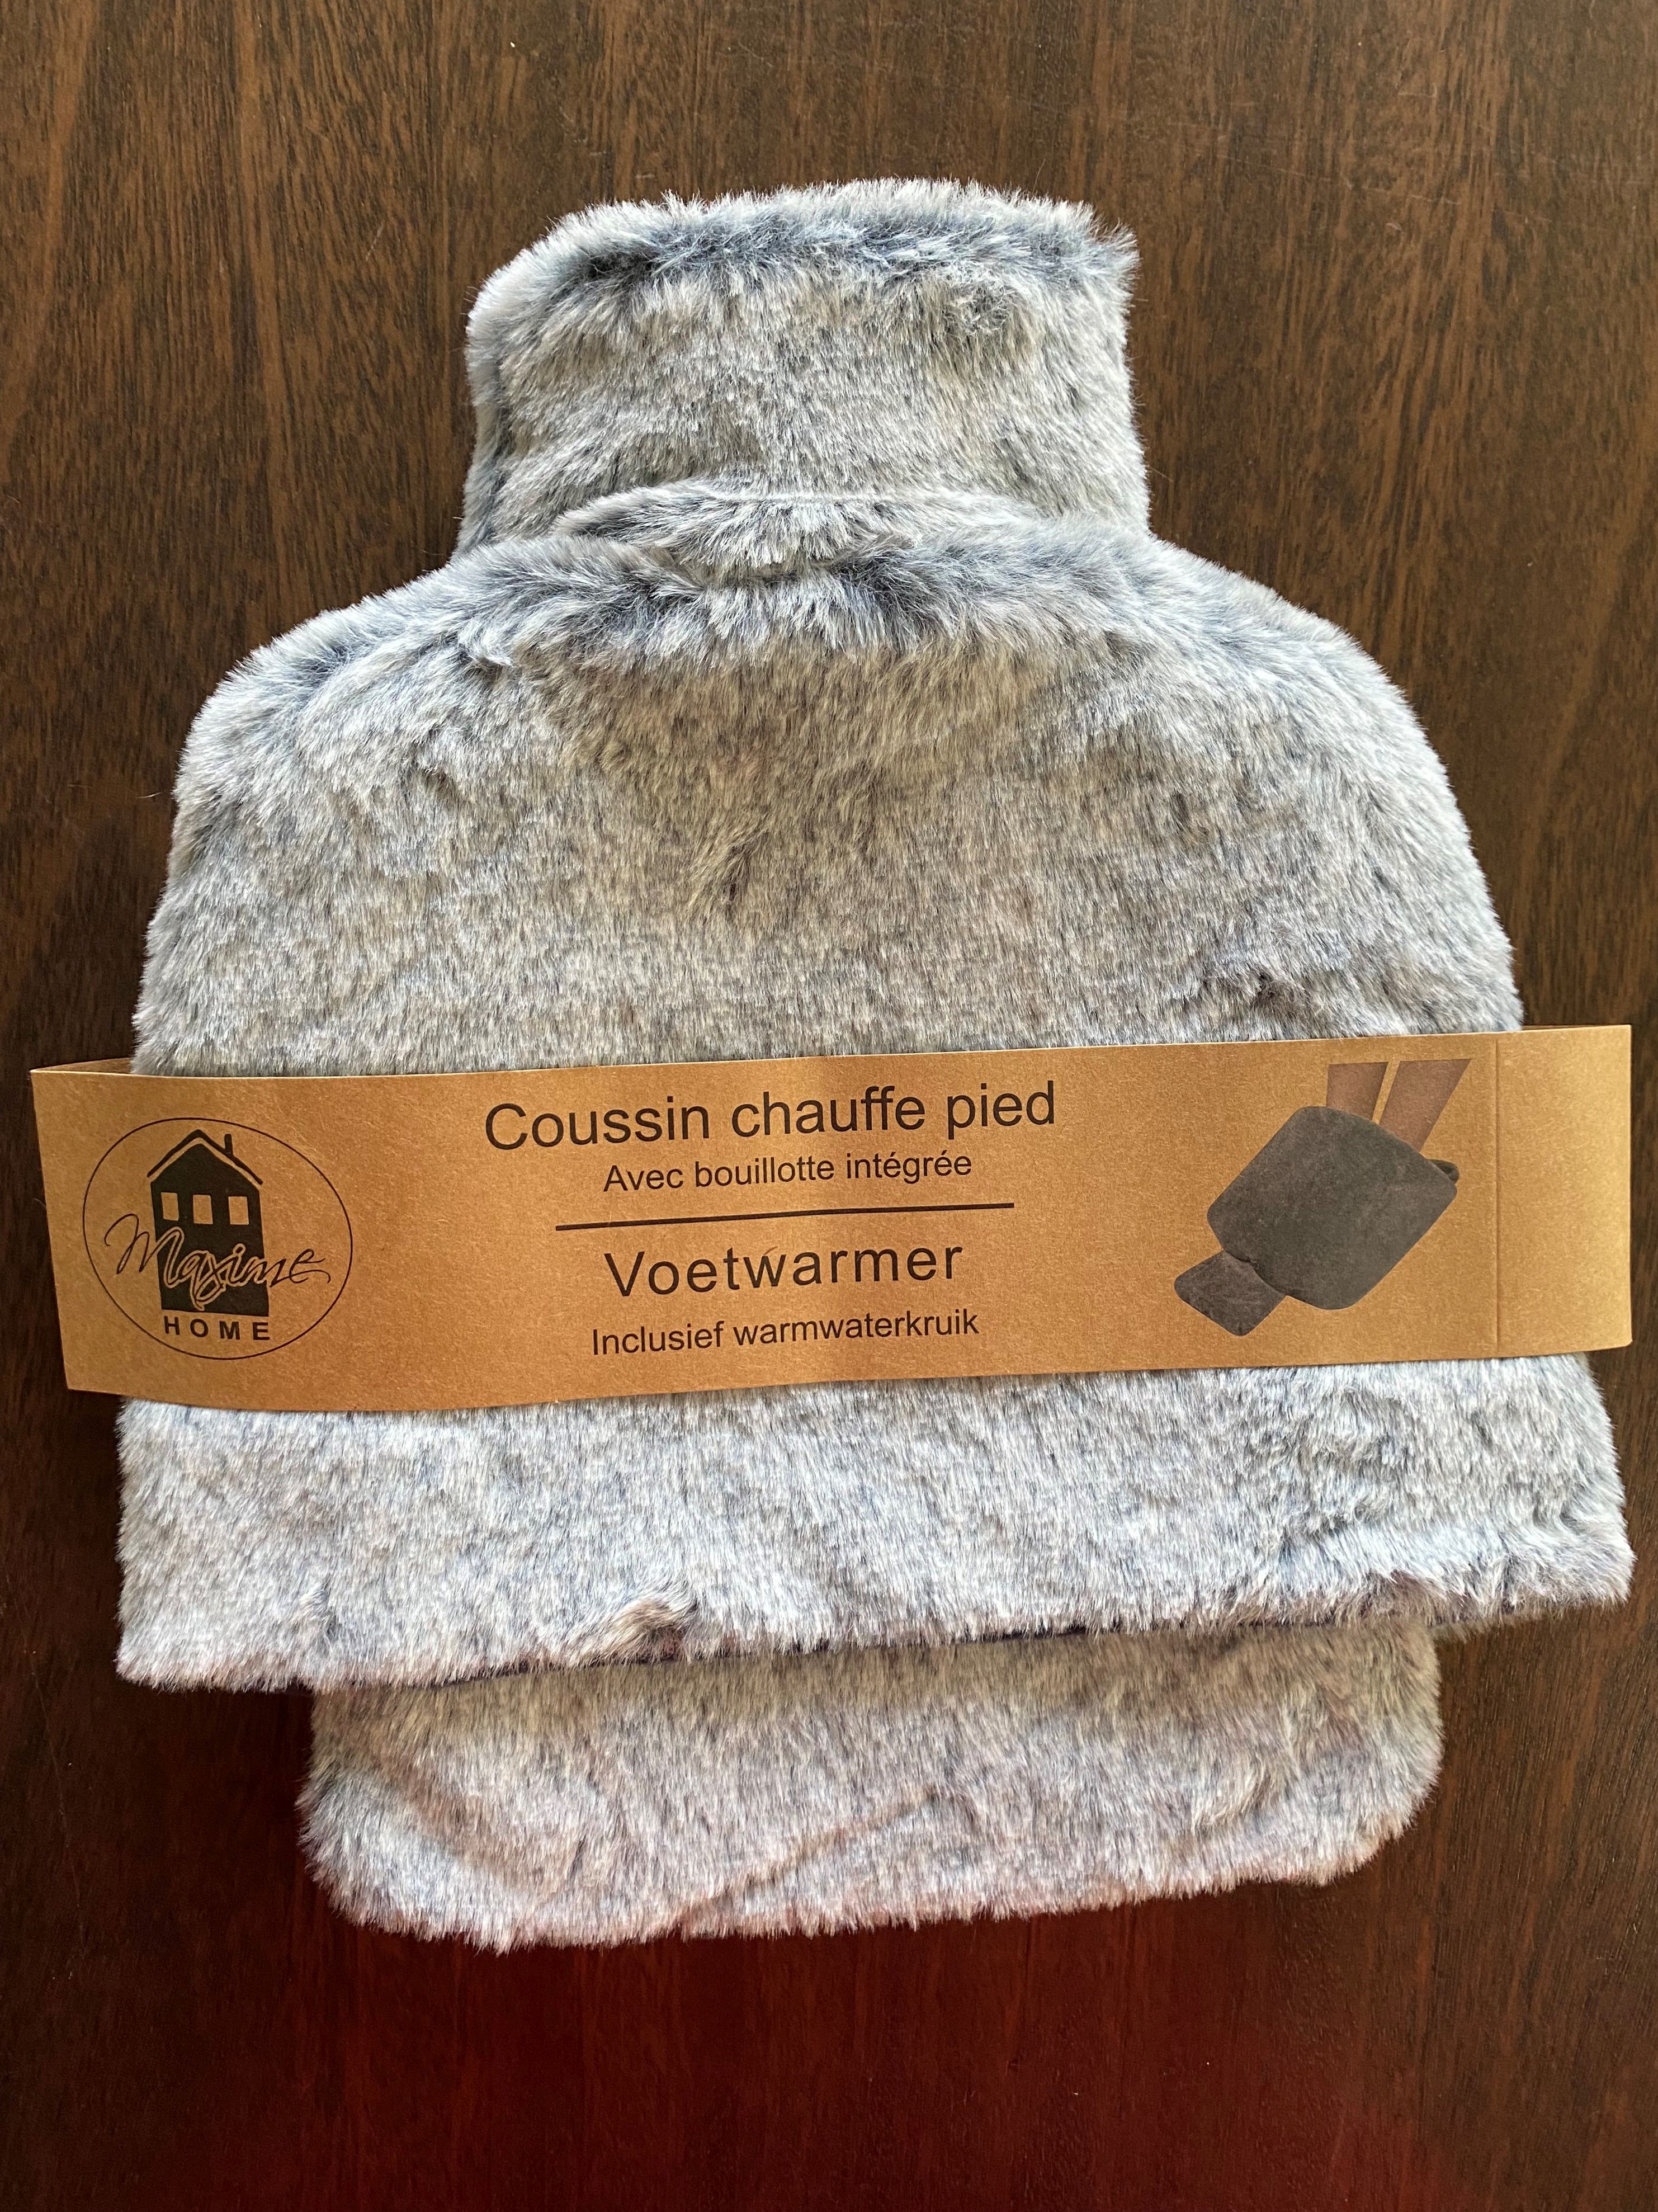 Maxime
HOME
Coussin chauffe pied
Avec bouillotte intégrée
Voetwarmer
Inclusief warmwaterkruik